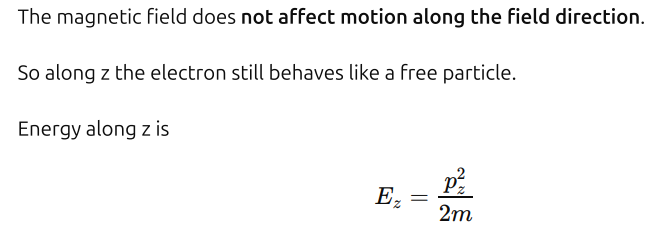 The magnetic field does not affect motion along the field direction.
So along z the electron still behaves like a free particle.
Energy along z is
E_z = p_z^2 / 2m